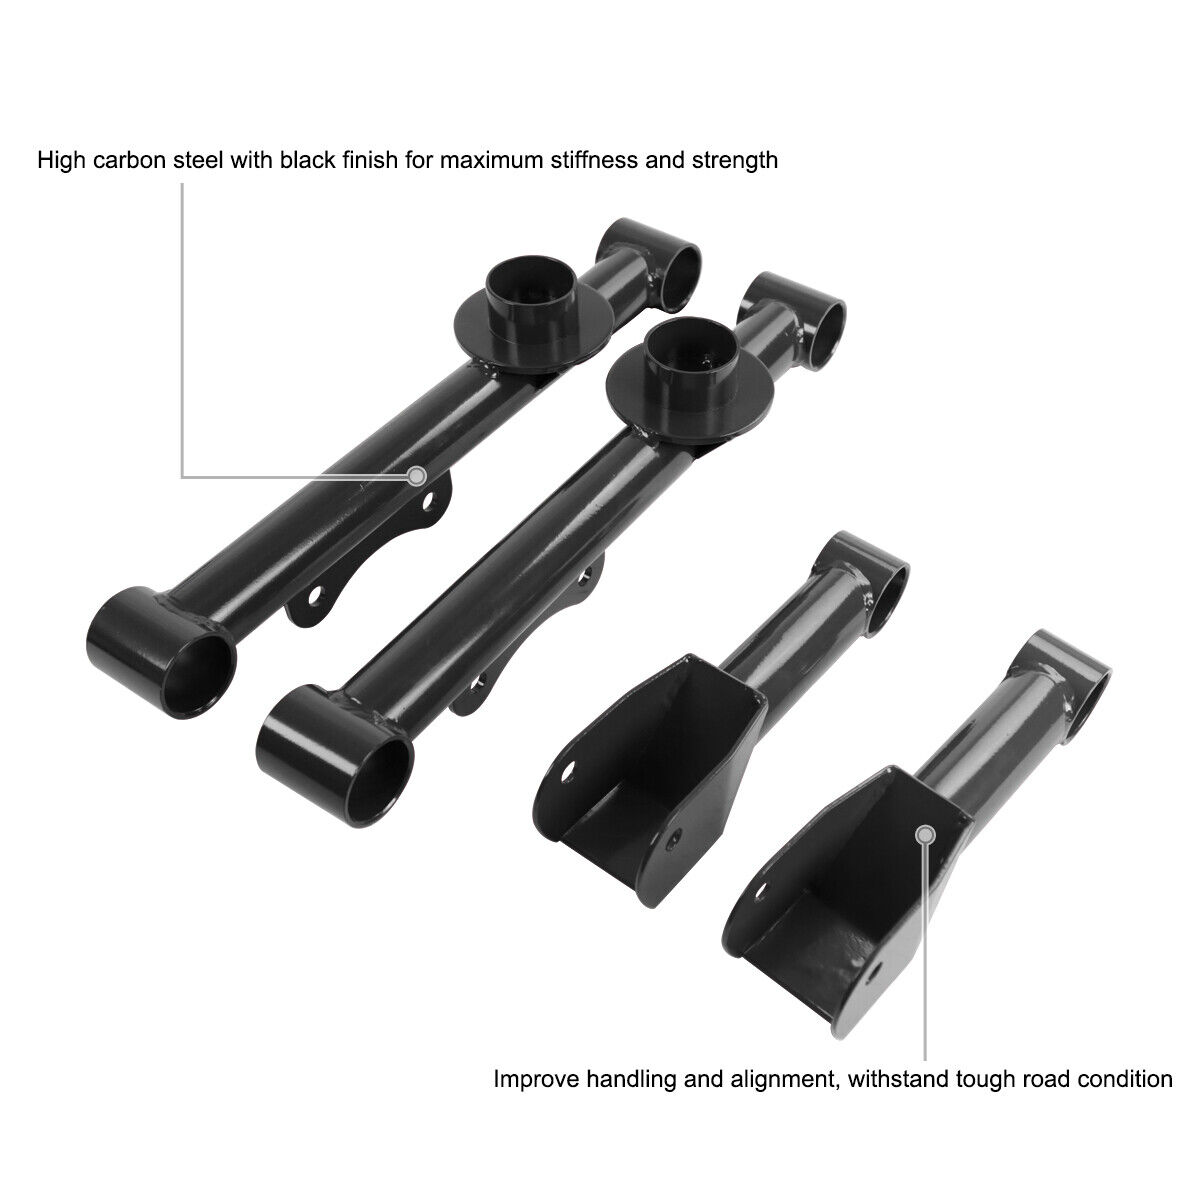 High carbon steel with black finish for maximum stiffness and strength
Improve handling and alignment, withstand tough road condition